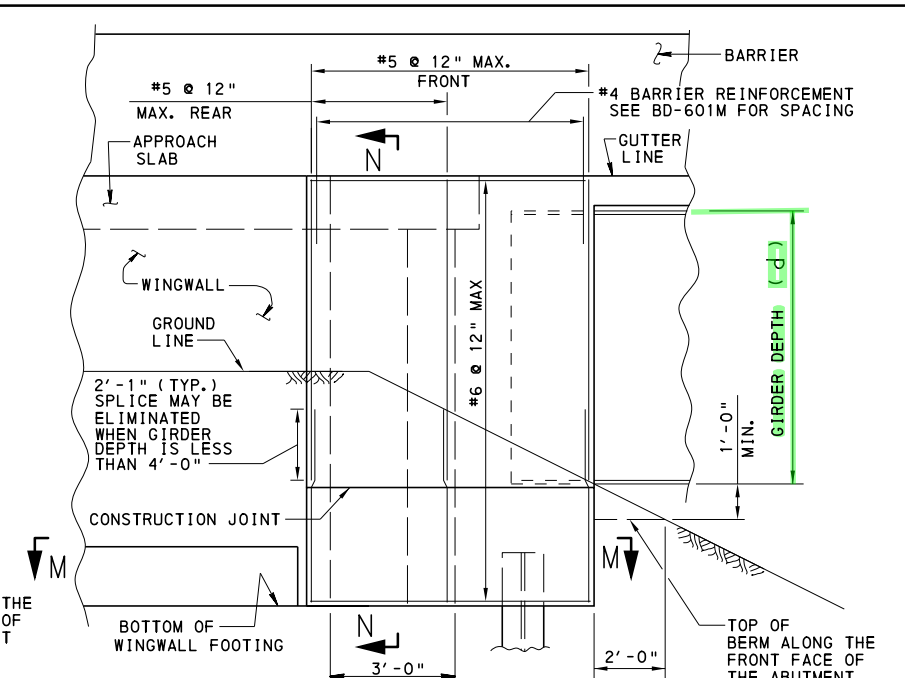 #5 @ 12" MAX.
FRONT
BARRIER
#5 @ 12"
MAX. REAR
#4 BARRIER REINFORCEMENT
SEE BD-601M FOR SPACING
APPROACH
SLAB
N
GUTTER
LINE
WINGWALL
GROUND
LINE
#6 @ 12" MAX
GIRDER DEPTH (d)
2'-1" (TYP.)
SPLICE MAY BE
ELIMINATED
WHEN GIRDER
DEPTH IS LESS
THAN 4'-0"
1'-0"
MIN.
CONSTRUCTION JOINT
M
M
THE
OF
T
BOTTOM OF
WINGWALL FOOTING
N
3'-0"
2'-0"
TOP OF
BERM ALONG THE
FRONT FACE OF
THE ABUTMENT